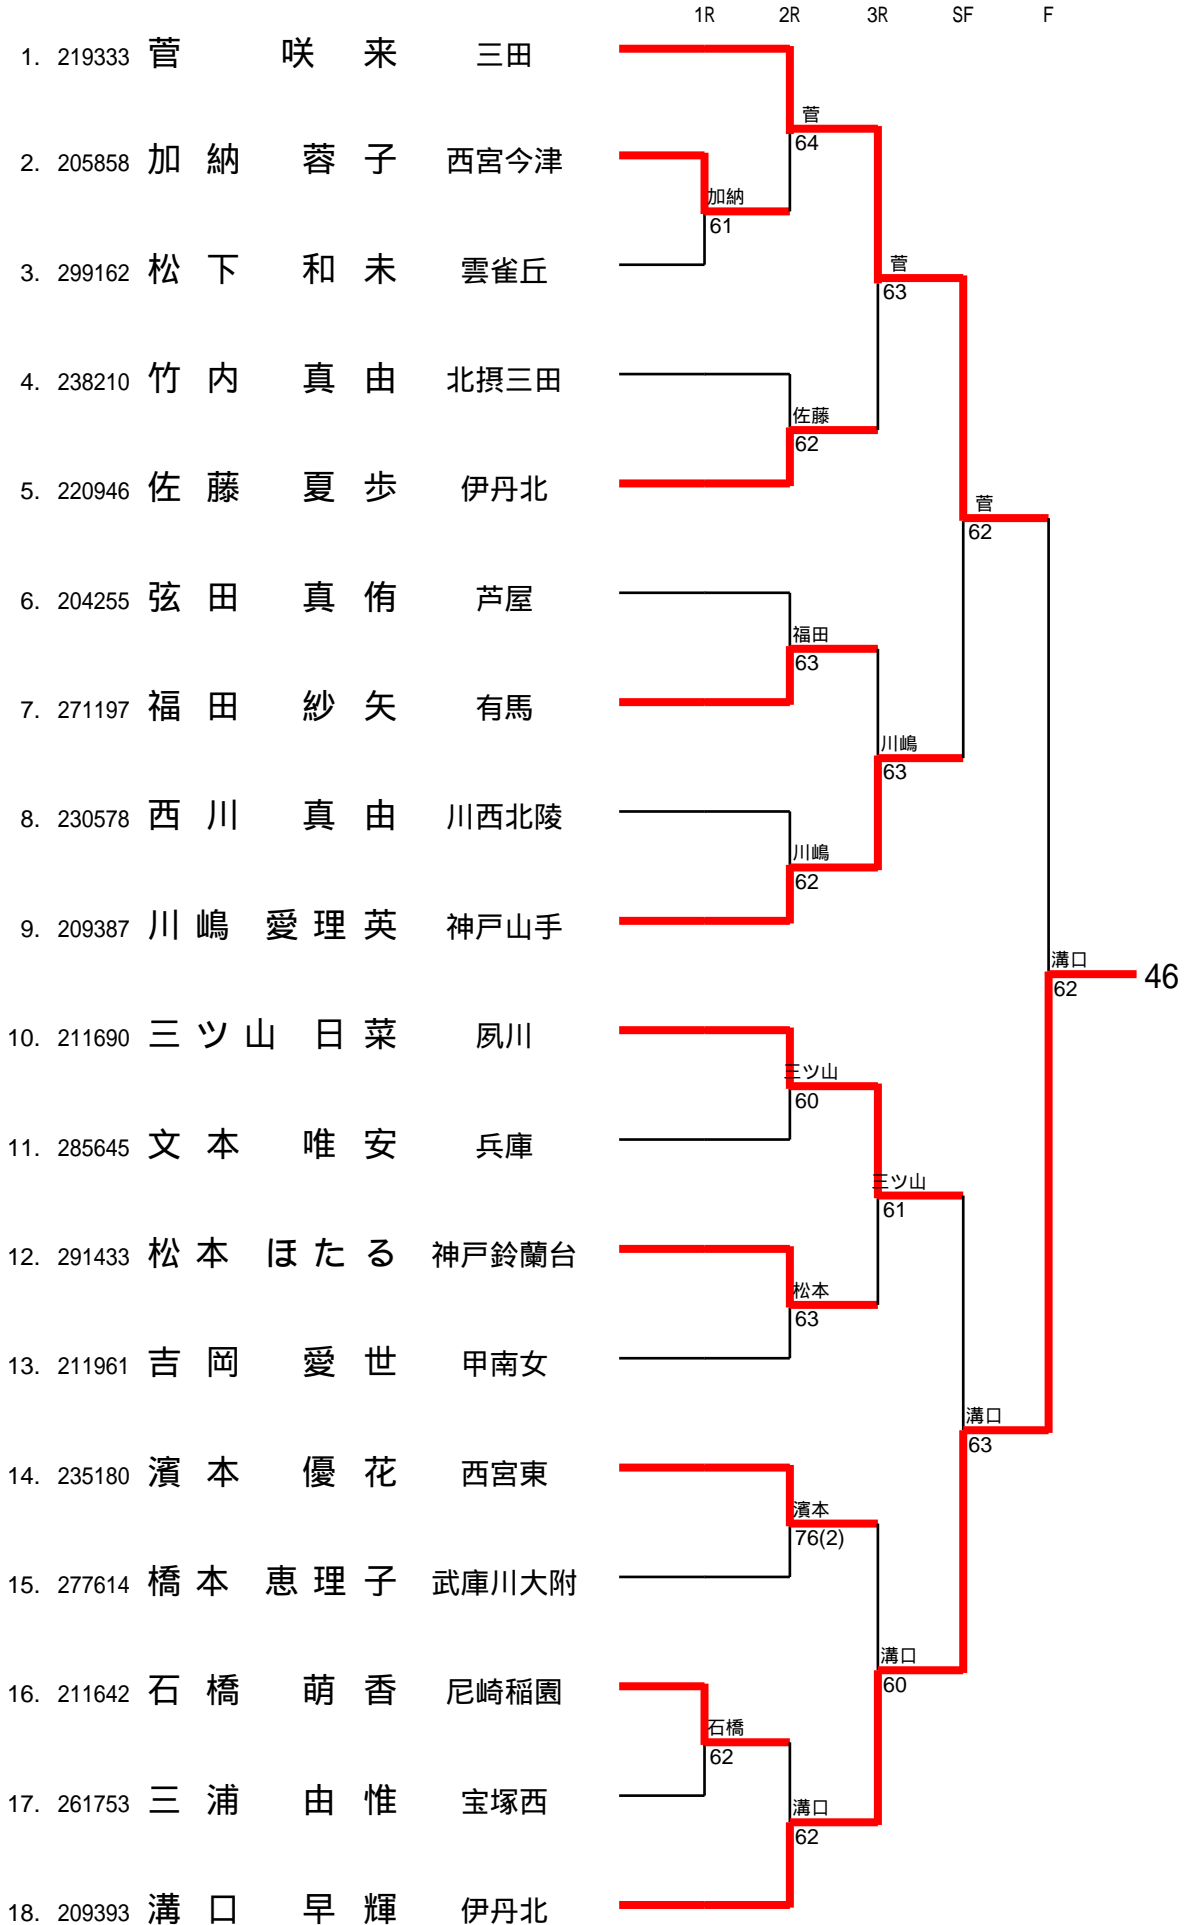 1R 2R 3R SF F
1. 219333 菅 咲 来 三田
菅
64
2. 205858 加 納 蓉 子 西宮今津
加納
61
3. 299162 松 下 和 未 雲雀丘
菅
63
4. 238210 竹 内 真 由 北摂三田
佐藤
62
5. 220946 佐 藤 夏 歩 伊丹北
菅
62
6. 204255 弦 田 真 侑 芦屋
福田
63
7. 271197 福 田 紗 矢 有馬
川嶋
63
8. 230578 西 川 真 由 川西北陵
川嶋
62
9. 209387 川 嶋 愛 理 英 神戸山手
溝口
62
46
10. 211690 三 ツ 山 日 菜 夙川
三ツ山
60
11. 285645 文 本 唯 安 兵庫
三ツ山
61
12. 291433 松 本 ほ た る 神戸鈴蘭台
松本
63
13. 211961 吉 岡 愛 世 甲南女
溝口
63
14. 235180 濱 本 優 花 西宮東
濱本
76(2)
15. 277614 橋 本 恵 理 子 武庫川大附
溝口
60
16. 211642 石 橋 萌 香 尼崎稲園
石橋
62
17. 261753 三 浦 由 惟 宝塚西
溝口
62
18. 209393 溝 口 早 輝 伊丹北